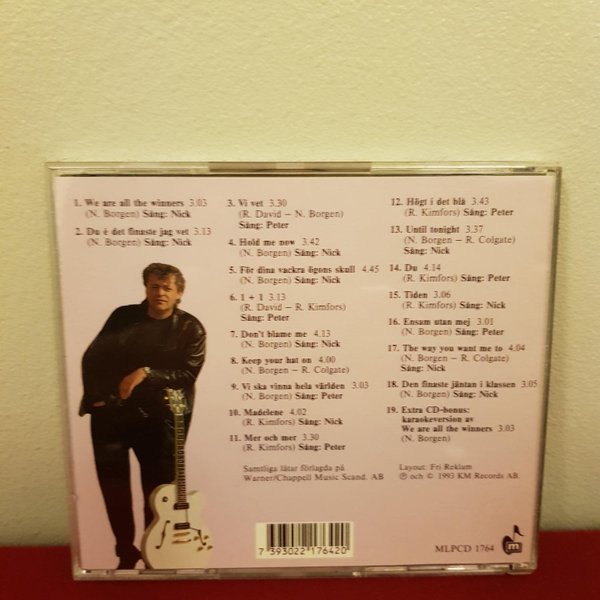 1. We are all the winners 3.03
(N. Borgen) Sång: Nick
2. Du é det finaste jag vet 3.13
(N. Borgen) Sång: Nick
3. Vi vet 3.30
(R. David – N. Borgen)
Sång: Peter
4. Hold me now 3.42
(N. Borgen) Sång: Nick
5. För dina vackra ögons skull 4.45
(N. Borgen) Sång: Nick
6. 1 + 1 3.13
(R. David – R. Kimfors)
Sång: Peter
7. Don't blame me 4.13
(N. Borgen) Sång: Nick
8. Keep your hat on 4.00
(N. Borgen – R. Colgate)
9. Vi ska vinna hela världen 3.03
(N. Borgen) Sång: Peter
10. Madelene 4.02
(R. Kimfors) Sång: Nick
11. Mer och mer 3.30
(R. Kimfors) Sång: Peter
12. Högt i det blå 3.43
(R. Kimfors) Sång: Peter
13. Until tonight 3.37
(N. Borgen – R. Colgate)
Sång: Nick
14. Du 4.14
(R. Kimfors) Sång: Peter
15. Tiden 3.06
(R. Kimfors) Sång: Nick
16. Ensam utan mej 3.01
(N. Borgen) Sång: Peter
17. The way you want me to 4.04
(N. Borgen – R. Colgate)
Sång: Nick
18. Den finaste jäntan i klassen 3.05
(N. Borgen) Sång: Nick
19. Extra CD-bonus:
karaokeversion av
We are all the winners 3.03
(N. Borgen)
Samtliga låtar förlagda på
Warner/Chappell Music Scand. AB
Layout: Fri Reklam
℗ och © 1993 KM Records AB.
7 393022 176420
MLPCD 1764
m